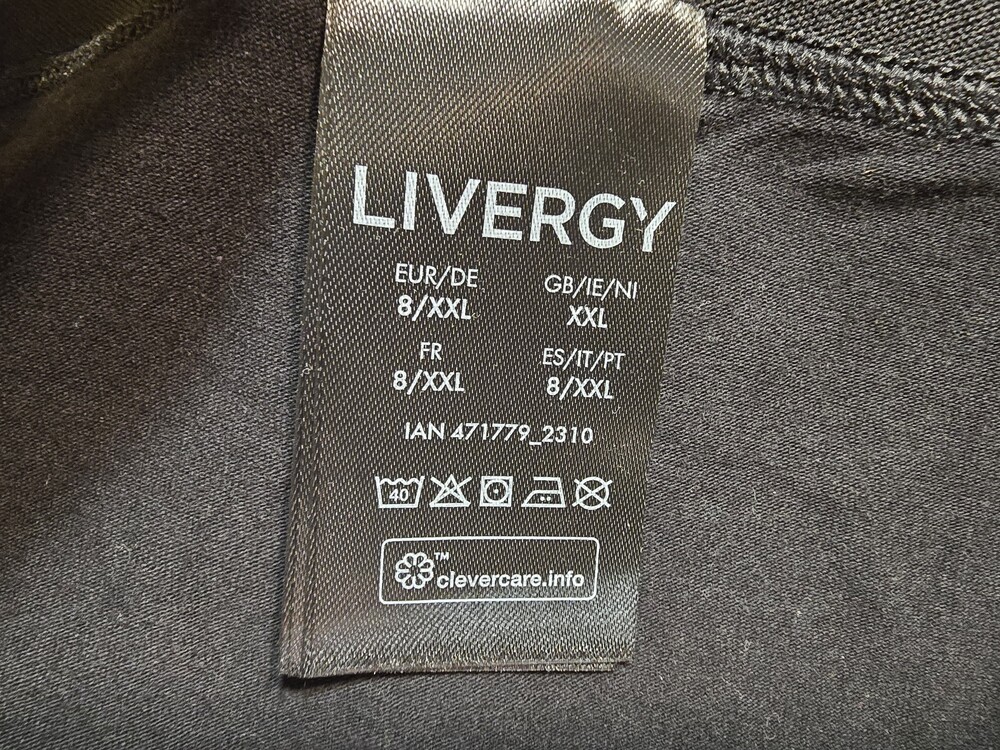 LIVERGY
EUR/DE GB/IE/NI
8/XXL XXL
FR ES/IT/PT
8/XXL 8/XXL
IAN 471779_2310
40
™
clevercare.info